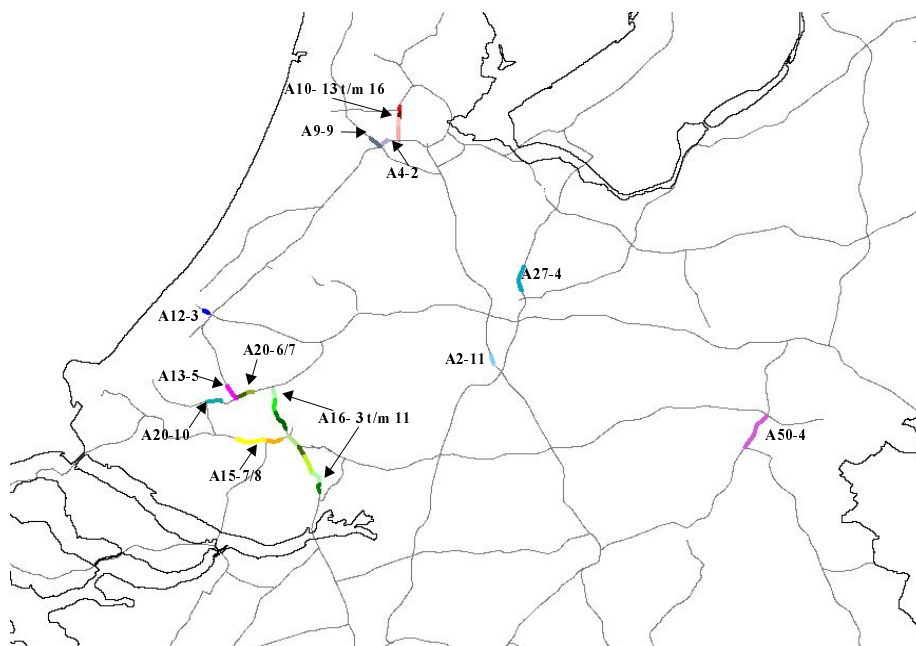 A10- 13 t/m 16
A9-9
A4-2
A27-4
A12-3
A20-6/7
A2-11
A13-5
A16- 3 t/m 11
A20-10
A50-4
A15-7/8